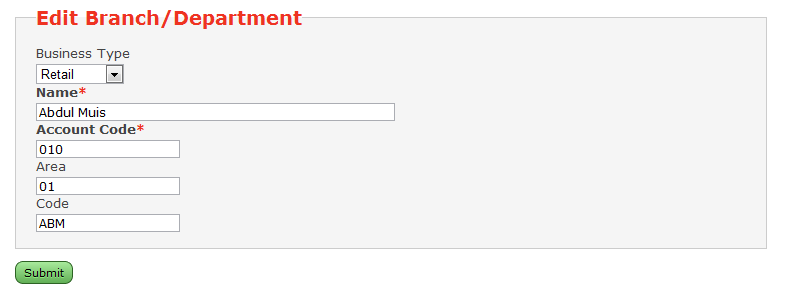 Edit Branch/Department
Business Type
Retail
Name*
Abdul Muis
Account Code*
010
Area
01
Code
ABM
Submit